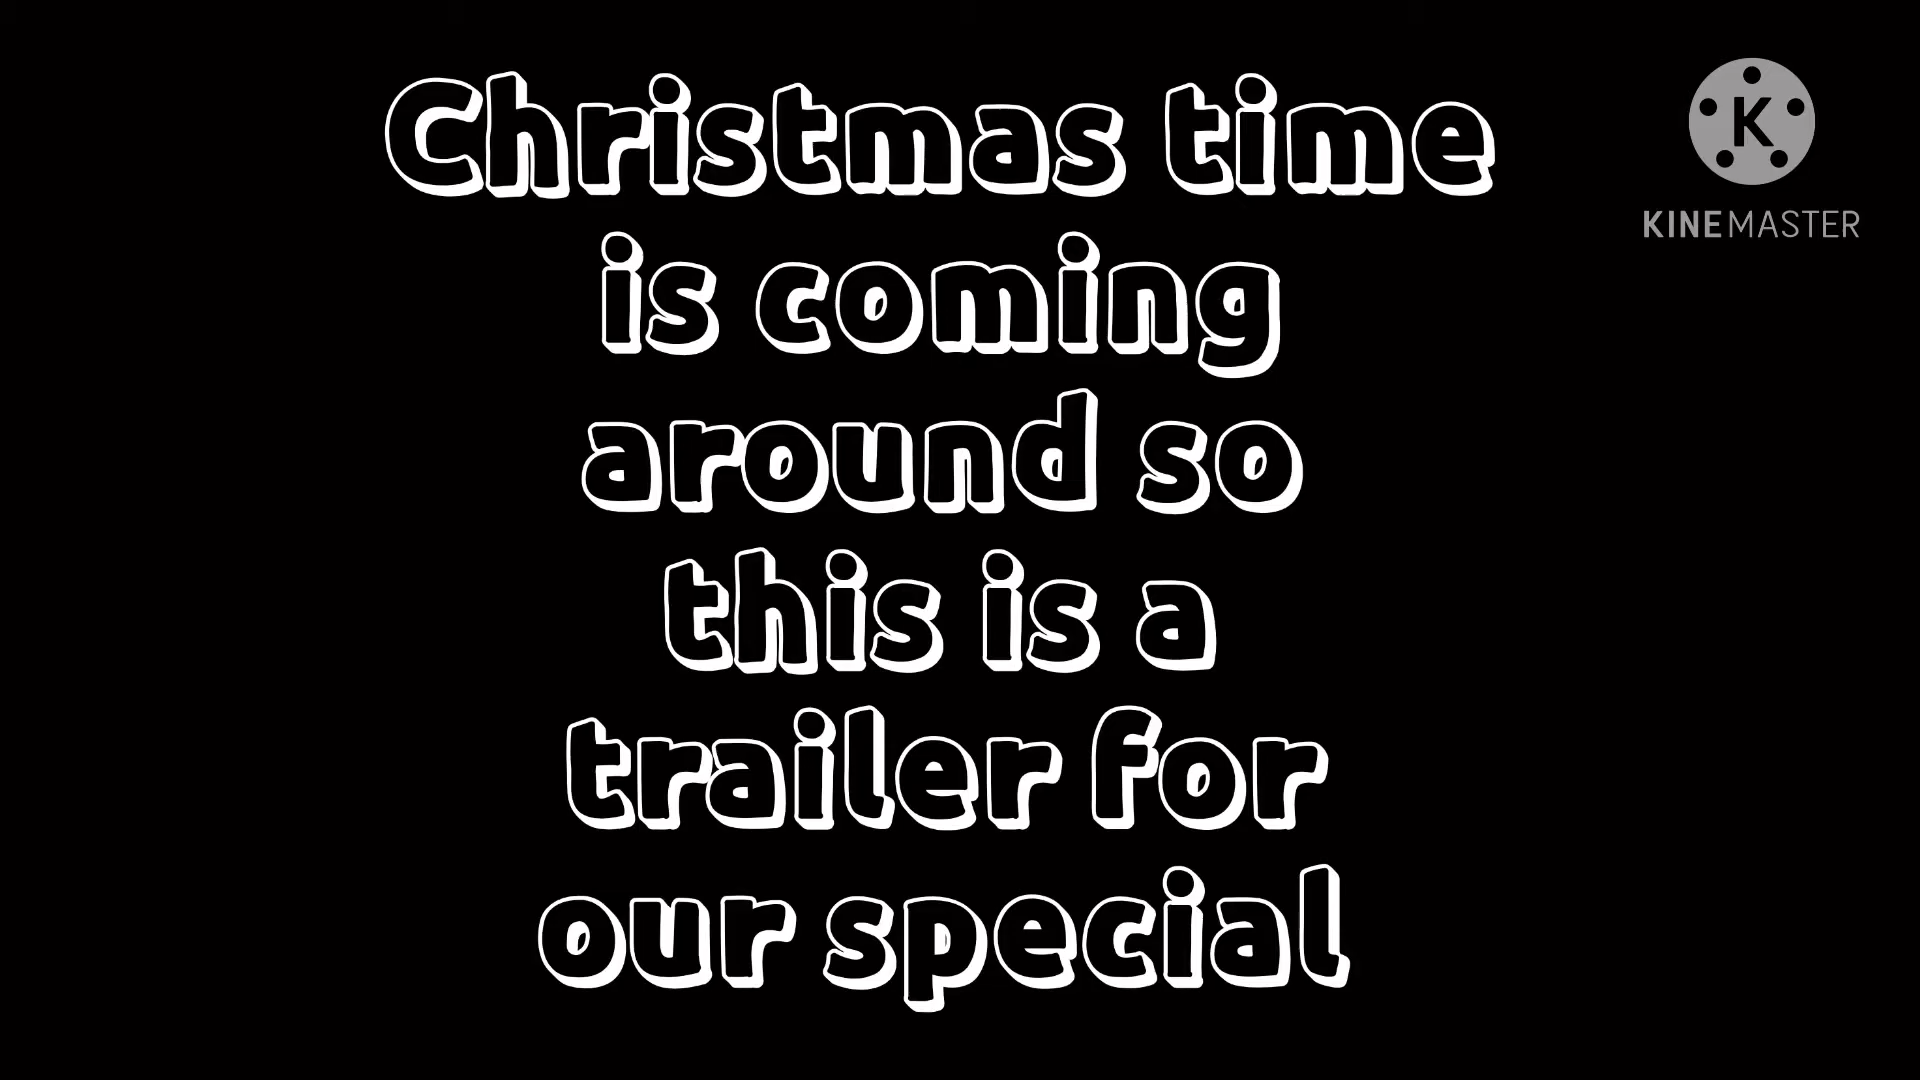 Christmas time
is coming
around so
this is a
trailer for
our special
K
KINEMASTER